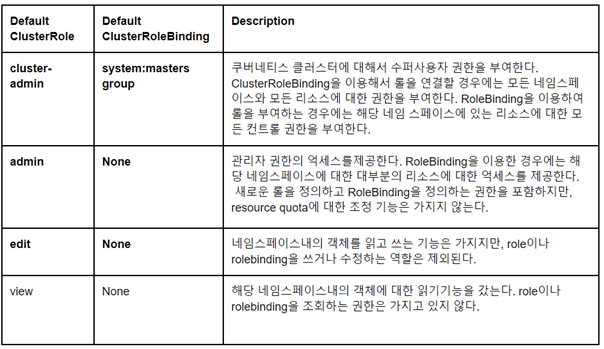 Default
ClusterRole
Default
ClusterRoleBinding
Description
cluster-
admin
system:masters
group
쿠버네티스 클러스터에 대해서 수퍼사용자 권한을 부여한다.
ClusterRoleBinding을 이용해서 롤을 연결할 경우에는 모든 네임스페
이스와 모든 리소스에 대한 권한을 부여한다. RoleBinding을 이용하여
롤을 부여하는 경우에는 해당 네임 스페이스에 있는 리소스에 대한 모
든 컨트롤 권한을 부여한다.
admin
None
관리자 권한의 억세스를제공한다. RoleBinding을 이용한 경우에는 해
당 네임스페이스에 대한 대부분의 리소스에 대한 억세스를 제공한다.
새로운 롤을 정의하고 RoleBinding을 정의하는 권한을 포함하지만,
resource quota에 대한 조정 기능은 가지지 않는다.
edit
None
네임스페이스내의 객체를 읽고 쓰는 기능은 가지지만, role이나
rolebinding을 쓰거나 수정하는 역할은 제외된다.
view
None
해당 네임스페이스내의 객체에 대한 읽기기능을 갔는다. role이나
rolebinding을 조회하는 권한은 가지고 있지 않다.